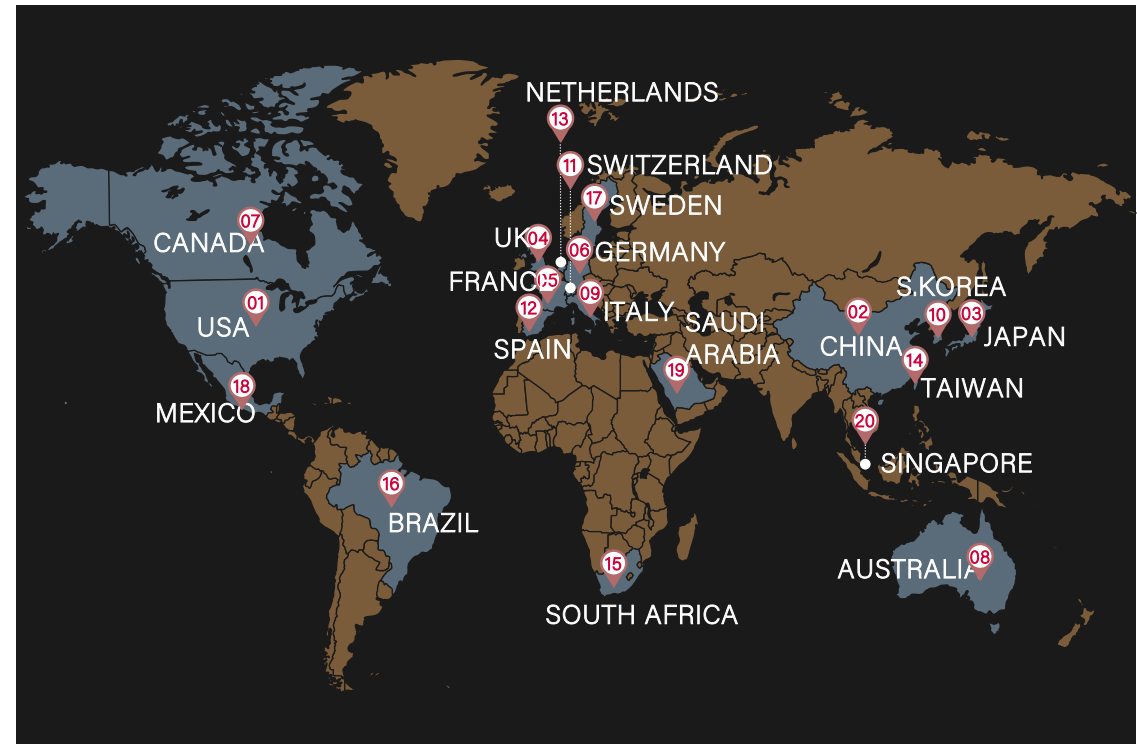 NETHERLANDS
13
11 SWITZERLAND
17 SWEDEN
07
CANADA
UK 04
06 GERMANY
FRANCE 05
S.KOREA
01
USA
12
09 ITALY
02
10
03
SAUDI
ARABIA
JAPAN
CHINA
SPAIN
14
TAIWAN
19
18
MEXICO
20
SINGAPORE
16
BRAZIL
15
SOUTH AFRICA
AUSTRALIA 08